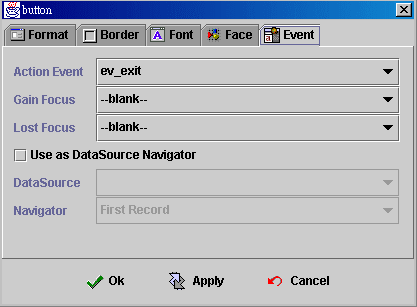 button
Format Border Font Face Event
Action Event ev_exit
Gain Focus --blank--
Lost Focus --blank--
Use as DataSource Navigator
DataSource
Navigator First Record
Ok Apply Cancel